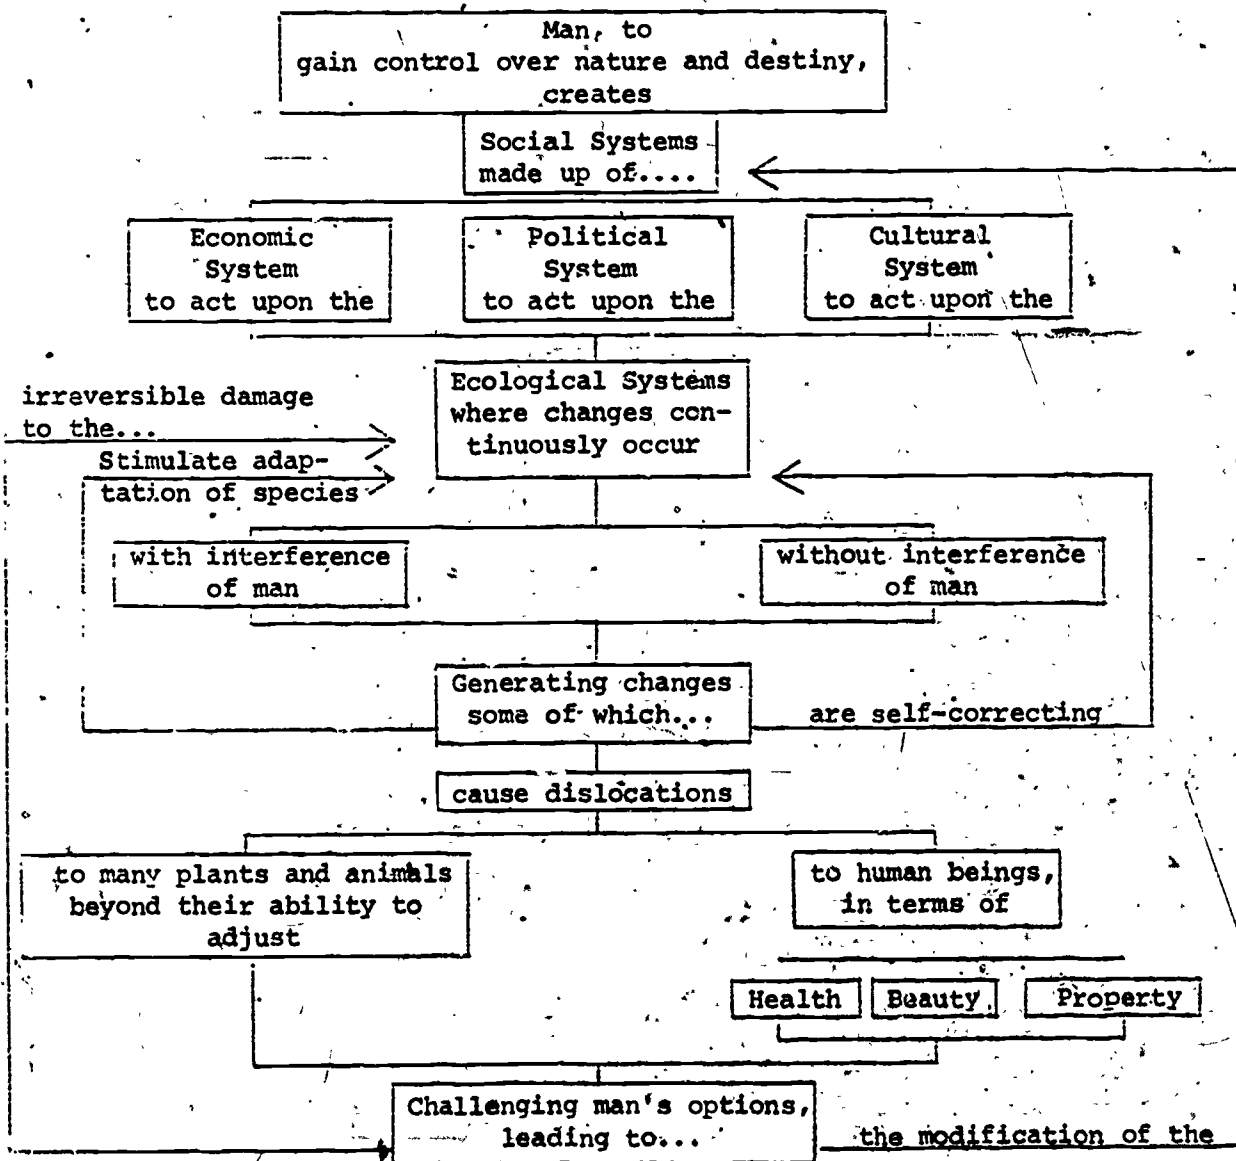 Man, to
gain control over nature and destiny,
creates
Social Systems
made up of....
Economic
System
to act upon the
Political
System
to act upon the
Cultural
System
to act upon the
Ecological Systems
where changes con-
tinuously occur
irreversible damage
to the...
Stimulate adap-
tation of species
with interference
of man
without interference
of man
Generating changes
some of which...
are self-correcting
cause dislocations
to many plants and animals
beyond their ability to
adjust
to human beings,
in terms of
Health
Beauty
Property
Challenging man's options,
leading to...
the modification of the